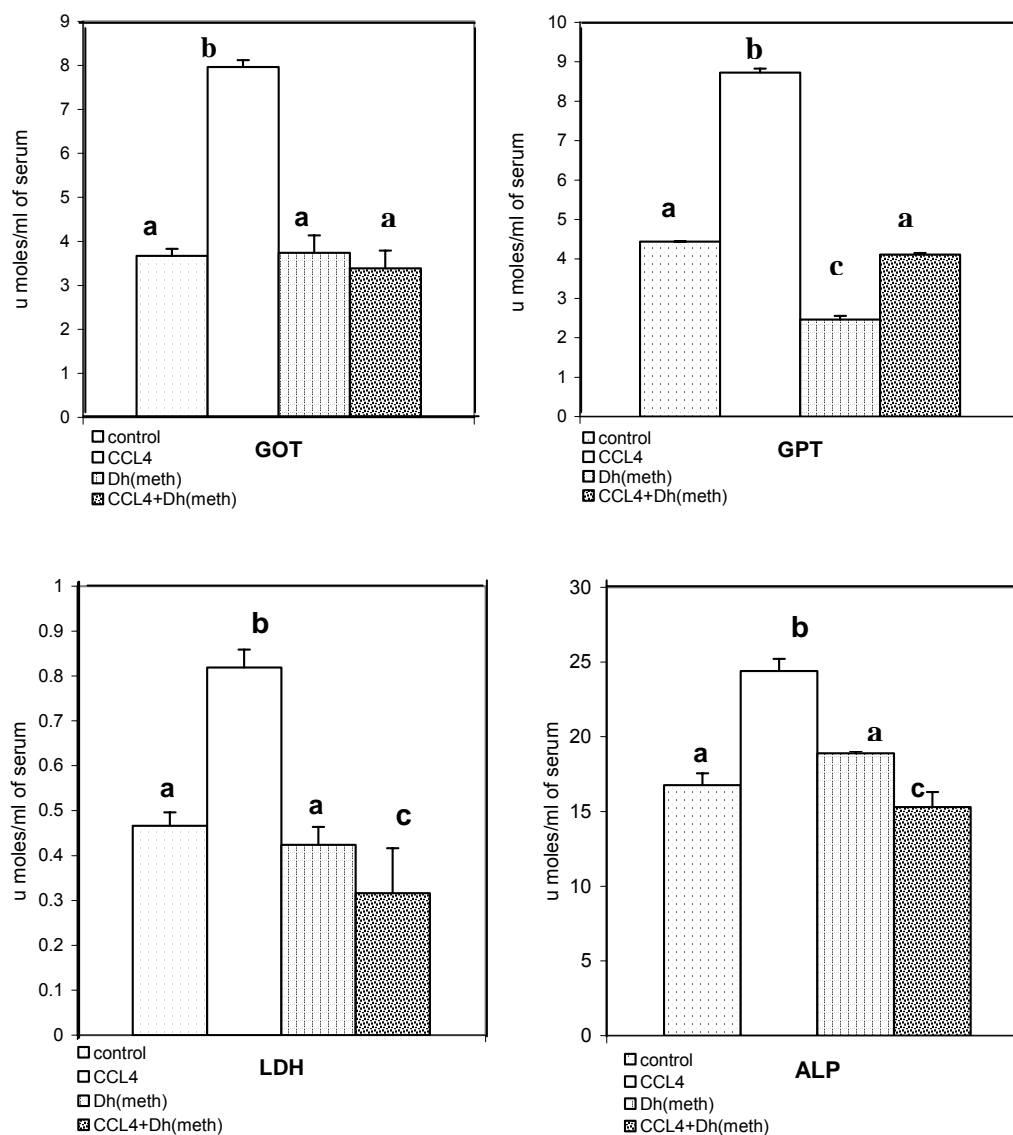 u moles/ml of serum
9
8
7
6
5
4
3
2
1
0
a
b
a
a
control
CCL4
Dh(meth)
CCL4+Dh(meth)
GOT
u moles/ml of serum
10
9
8
7
6
5
4
3
2
1
0
a
b
c
a
control
CCL4
Dh(meth)
CCL4+Dh(meth)
GPT
u moles/ml of serum
1
0.9
0.8
0.7
0.6
0.5
0.4
0.3
0.2
0.1
0
a
b
a
c
control
CCL4
Dh(meth)
CCL4+Dh(meth)
LDH
u moles/ml of serum
30
25
20
15
10
5
0
a
b
a
c
control
CCL4
Dh(meth)
CCL4+Dh(meth)
ALP